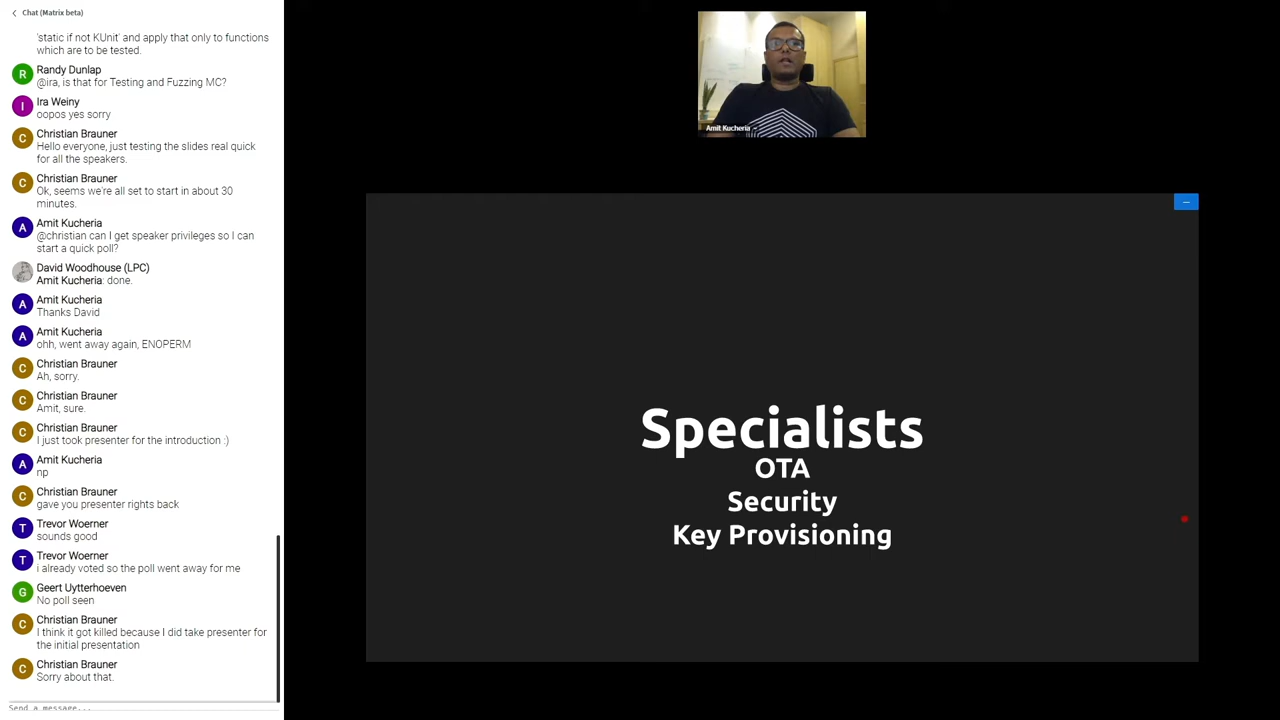 Chat (Matrix beta)
'static if not KUnit' and apply that only to functions
which are to be tested.
R
Randy Dunlap
@ira, is that for Testing and Fuzzing MC?
I
Ira Weiny
oopos yes sorry
C
Christian Brauner
Hello everyone, just testing the slides real quick
for all the speakers.
C
Christian Brauner
Ok, seems we're all set to start in about 30
minutes.
A
Amit Kucheria
@christian can I get speaker privileges so I can
start a quick poll?
David Woodhouse (LPC)
Amit Kucheria: done.
A
Amit Kucheria
Thanks David
A
Amit Kucheria
ohh, went away again, ENOPERM
C
Christian Brauner
Ah, sorry.
C
Christian Brauner
Amit, sure.
C
Christian Brauner
I just took presenter for the introduction :)
A
Amit Kucheria
np
C
Christian Brauner
gave you presenter rights back
T
Trevor Woerner
sounds good
T
Trevor Woerner
i already voted so the poll went away for me
G
Geert Uytterhoeven
No poll seen
C
Christian Brauner
I think it got killed because I did take presenter for
the initial presentation
C
Christian Brauner
Sorry about that.
Send a message...
Amit Kucheria
Specialists
OTA
Security
Key Provisioning